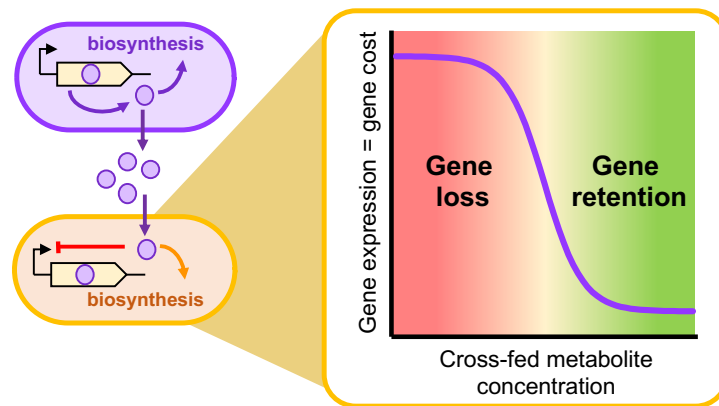 biosynthesis
biosynthesis
Gene expression = gene cost
Gene
loss
Gene
retention
Cross-fed metabolite
concentration